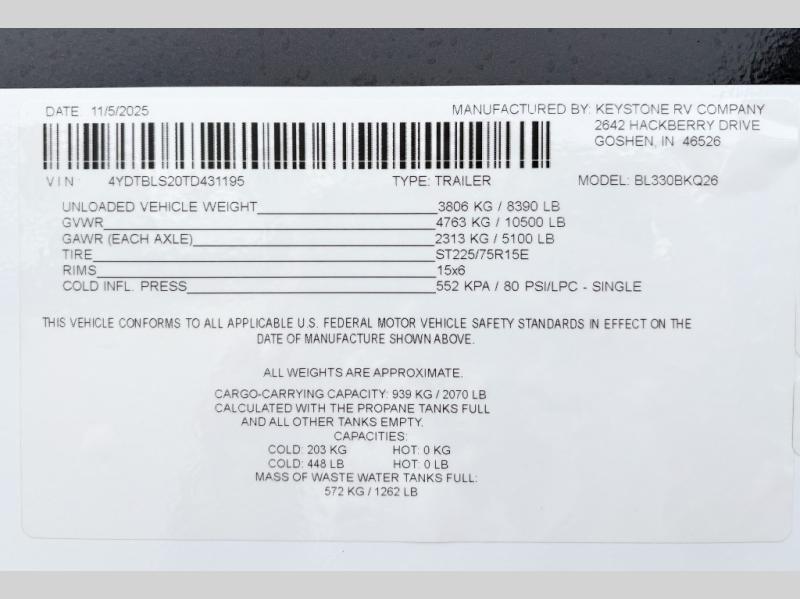 DATE 11/5/2025
MANUFACTURED BY: KEYSTONE RV COMPANY
2642 HACKBERRY DRIVE
GOSHEN, IN 46526
VIN 4YDTBLS20TD431195 TYPE: TRAILER MODEL: BL330BKQ26
UNLOADED VEHICLE WEIGHT 3806 KG / 8390 LB
GVWR 4763 KG / 10500 LB
GAWR (EACH AXLE) 2313 KG / 5100 LB
TIRE ST225/75R15E
RIMS 15x6
COLD INFL. PRESS 552 KPA / 80 PSI/LPC - SINGLE
THIS VEHICLE CONFORMS TO ALL APPLICABLE U.S. FEDERAL MOTOR VEHICLE SAFETY STANDARDS IN EFFECT ON THE
DATE OF MANUFACTURE SHOWN ABOVE.
ALL WEIGHTS ARE APPROXIMATE.
CARGO-CARRYING CAPACITY: 939 KG / 2070 LB
CALCULATED WITH THE PROPANE TANKS FULL
AND ALL OTHER TANKS EMPTY.
CAPACITIES:
COLD: 203 KG HOT: 0 KG
COLD: 448 LB HOT: 0 LB
MASS OF WASTE WATER TANKS FULL:
572 KG / 1262 LB